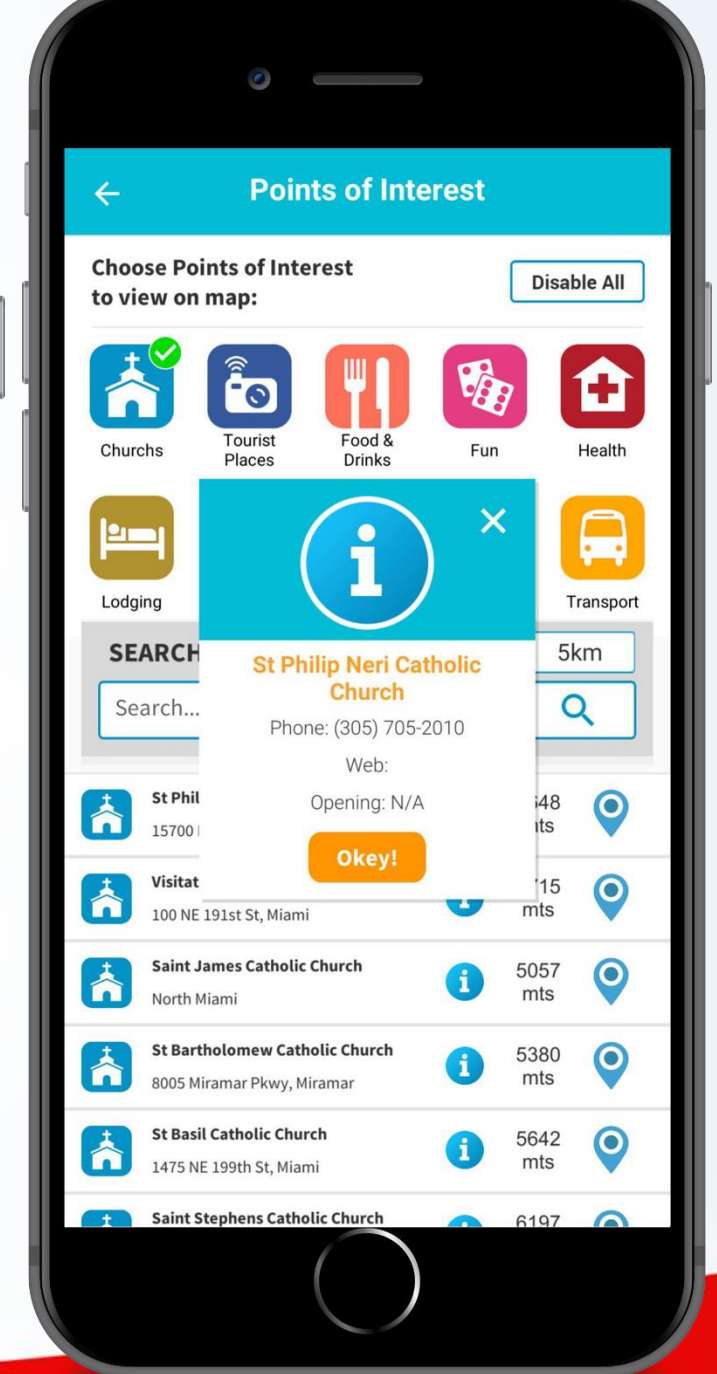 Points of Interest
Choose Points of Interest
to view on map:
Disable All
Churchs
Tourist
Places
Food &
Drinks
Fun
Health
Lodging
Transport
SEARCH
5km
Search...
St Philip Neri Catholic
Church
Phone: (305) 705-2010
Web:
Opening: N/A
Okey!
St Phil
15700
Visitat
100 NE 191st St, Miami
mts
Saint James Catholic Church
North Miami
5057
mts
St Bartholomew Catholic Church
8005 Miramar Pkwy, Miramar
5380
mts
St Basil Catholic Church
1475 NE 199th St, Miami
5642
mts
Saint Stephens Catholic Church
6197